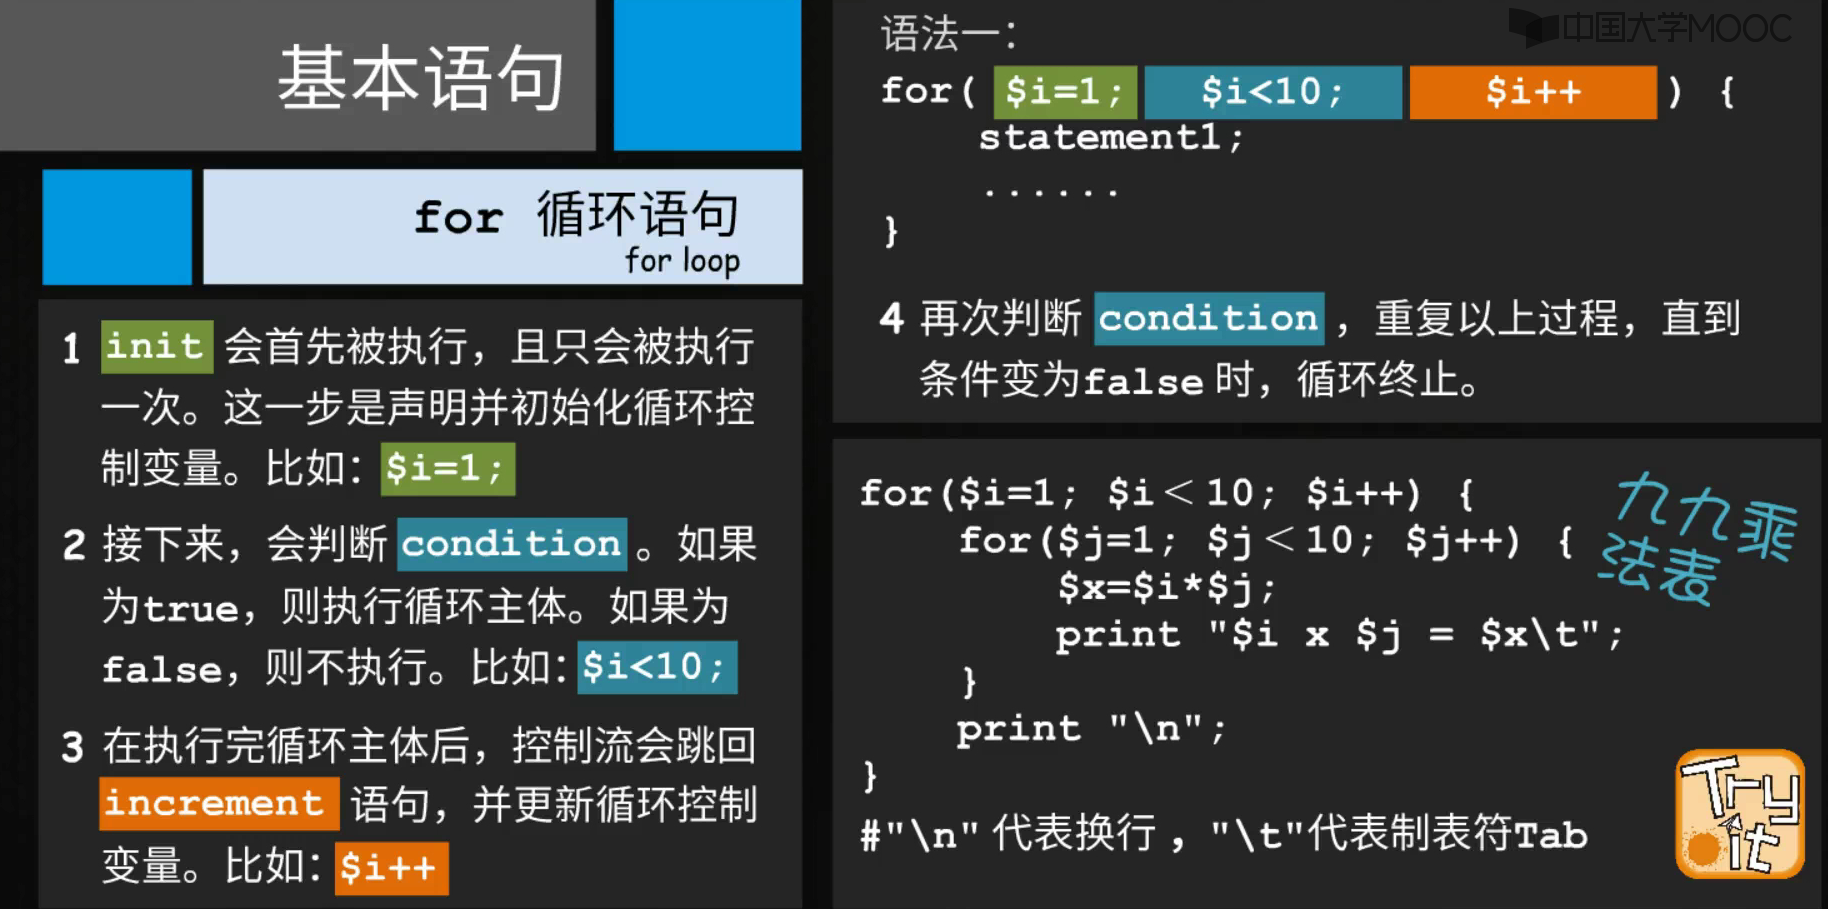 基本语句
for 循环语句
for loop
1 init 会首先被执行，且只会被执行
一次。这一步是声明并初始化循环控
制变量。比如：$i=1;
2 接下来，会判断 condition 。如果
为true，则执行循环主体。如果为
false，则不执行。比如：$i<10;
3 在执行完循环主体后，控制流会跳回
increment 语句，并更新循环控制
变量。比如：$i++
中国大学MOOC
语法一：
for( $i=1; $i<10; $i++ ) {
statement1;
......
}
4 再次判断 condition ，重复以上过程，直到
条件变为false 时，循环终止。
for($i=1; $i＜10; $i++) {
for($j=1; $j＜10; $j++) {
$x=$i*$j;
print "$i x $j = $x\t";
}
print "\n";
}
#"\n" 代表换行 ，"\t"代表制表符Tab
九九乘
法表
Try
it